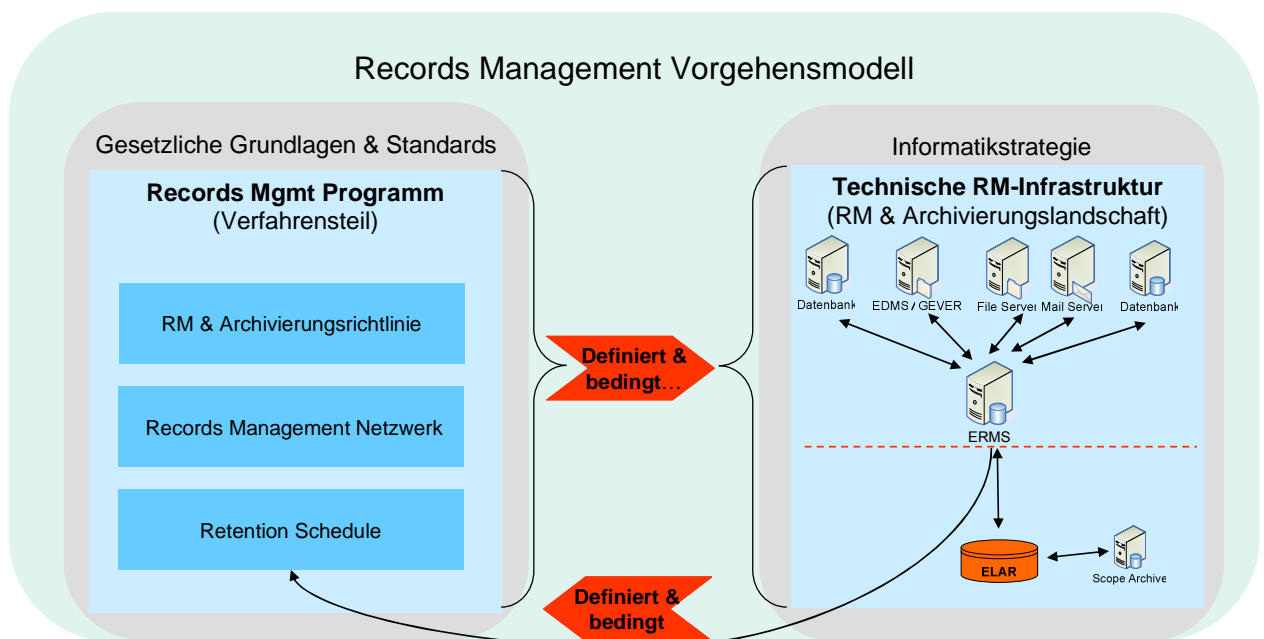 Records Management Vorgehensmodell
Gesetzliche Grundlagen & Standards
Records Mgmt Programm
(Verfahrensteil)
RM & Archivierungsrichtlinie
Records Management Netzwerk
Retention Schedule
Definiert &
bedingt…
Definiert &
bedingt
Informatikstrategie
Technische RM-Infrastruktur
(RM & Archivierungslandschaft)
Datenbank
EDMS / GEVER
File Server
Mail Server
Datenbank
ERMS
ELAR
Scope Archive